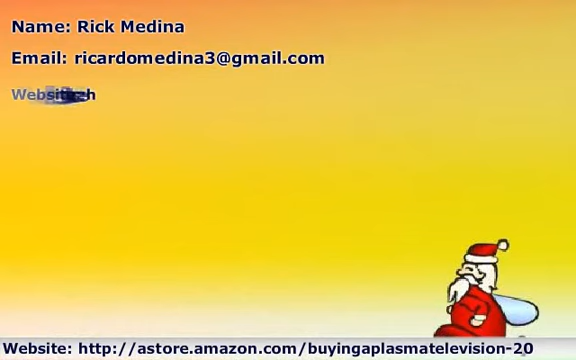 Name: Rick Medina
Email: ricardomedina3@gmail.com
Website: http://astore.amazon.com/buyingaplasmatelevision-20